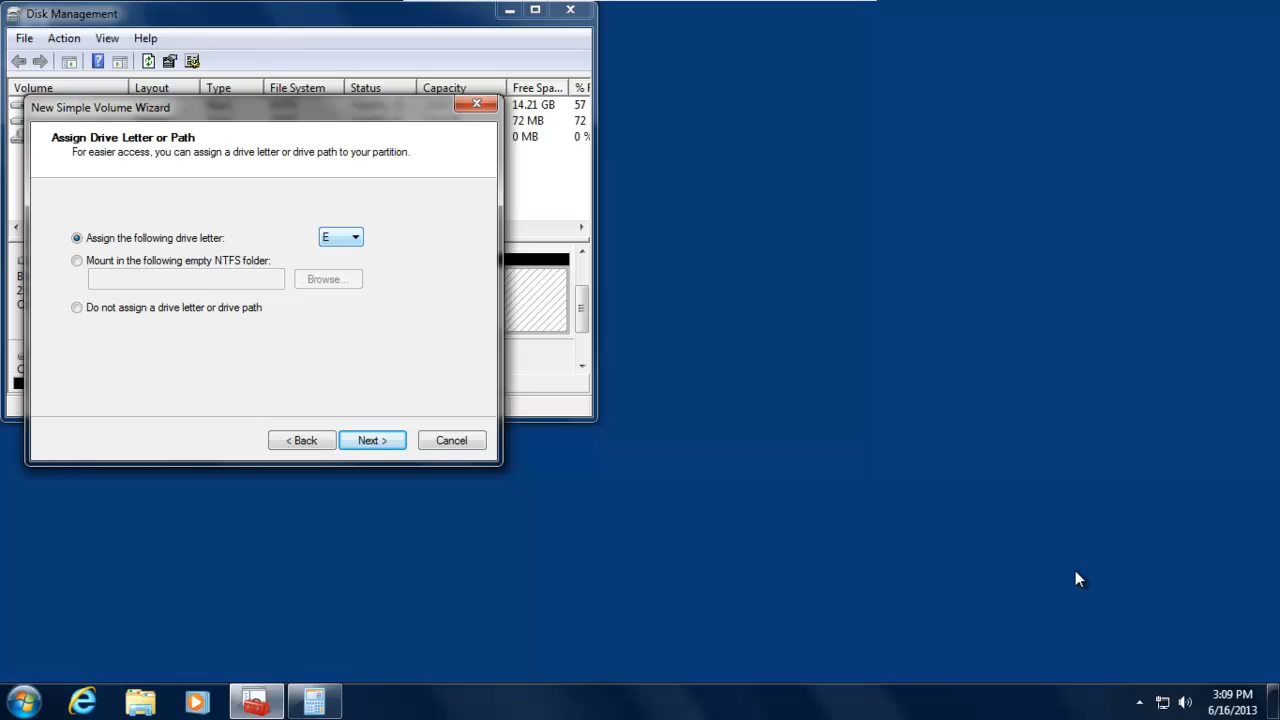 Disk Management
File Action View Help
Volume Layout Type File System Status Capacity Free Spa... %
New Simple Volume Wizard
14.21 GB 57
Assign Drive Letter or Path
72 MB 72
0 MB 0 %
For easier access, you can assign a drive letter or drive path to your partition.
Assign the following drive letter: E
Mount in the following empty NTFS folder:
Browse...
Do not assign a drive letter or drive path
< Back Next > Cancel
3:09 PM
6/16/2013